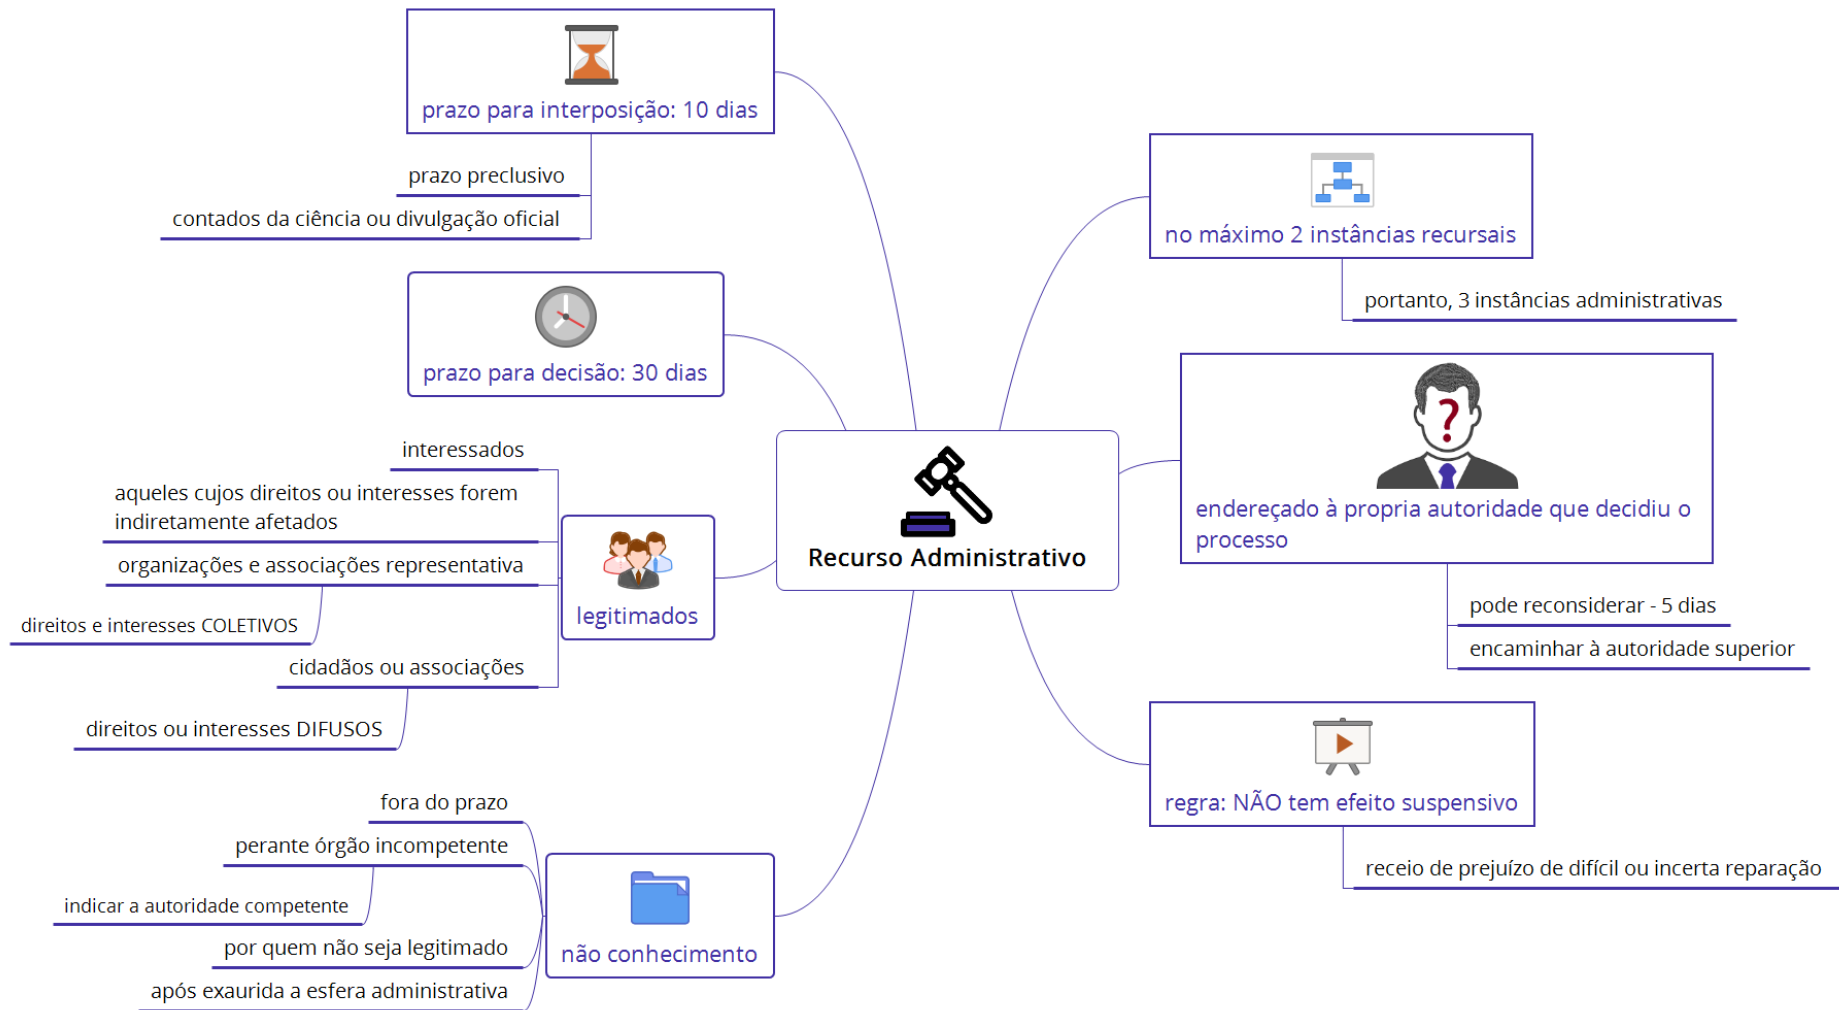 prazo para interposição: 10 dias
prazo preclusivo
contados da ciência ou divulgação oficial
prazo para decisão: 30 dias
interessados
aqueles cujos direitos ou interesses forem
indiretamente afetados
organizações e associações representativa
direitos e interesses COLETIVOS
cidadãos ou associações
direitos ou interesses DIFUSOS
legitimados
fora do prazo
perante órgão incompetente
indicar a autoridade competente
por quem não seja legitimado
após exaurida a esfera administrativa
não conhecimento
Recurso Administrativo
no máximo 2 instâncias recursais
portanto, 3 instâncias administrativas
?
endereçado à propria autoridade que decidiu o
processo
pode reconsiderar - 5 dias
encaminhar à autoridade superior
regra: NÃO tem efeito suspensivo
receio de prejuízo de difícil ou incerta reparação